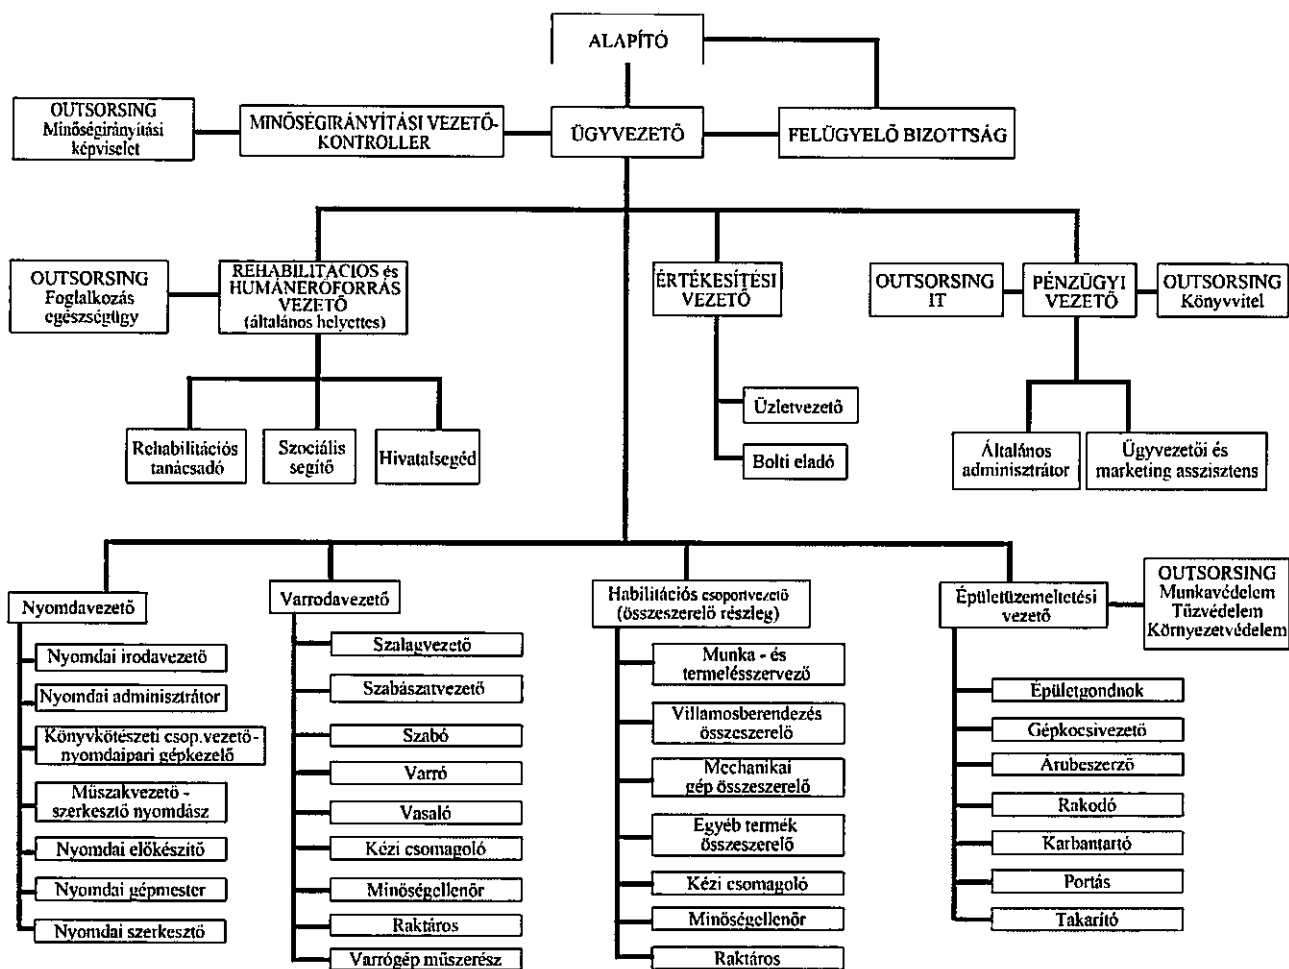 ALAPÍTÓ
OUTSORSING
Minőségirányítási
képviselet
MINŐSÉGIRÁNYÍTÁSI VEZETŐ-
KONTROLLER
ÜGYVEZETŐ
FELÜGYELŐ BIZOTTSÁG
OUTSORSING
Foglalkozás
egészségügy
REHABILITÁCIÓS és
HUMÁNERŐFORRÁS
VEZETŐ
(általános helyettes)
ÉRTÉKESÍTÉSI
VEZETŐ
OUTSORSING
IT
PÉNZÜGYI
VEZETŐ
OUTSORSING
Könyvvitel
Rehabilitációs
tanácsadó
Szociális
segítő
Hivatalsegéd
Üzletvezető
Bolti eladó
Általános
adminisztrátor
Ügyvezetői és
marketing asszisztens
Nyomdavezető
Nyomdai irodavezető
Nyomdai adminisztrátor
Könyvkötészeti csop.vezető -
nyomdaipari gépkezelő
Műszakvezető -
szerkesztő nyomdász
Nyomdai előkészítő
Nyomdai gépmester
Nyomdai szerkesztő
Varrodavezető
Szalagvezető
Szabászatvezető
Szabó
Varró
Vasaló
Kézi csomagoló
Minőségellenőr
Raktáros
Varrógép műszerész
Habilitációs csoportvezető
(összeszerelő részleg)
Munka - és
termelésszervező
Villamosberendezés
összeszerelő
Mechanikai
gép összeszerelő
Egyéb termék
összeszerelő
Kézi csomagoló
Minőségellenőr
Raktáros
Épületüzemeltetési
vezető
OUTSORSING
Munkavédelem
Tűzvédelem
Környezetvédelem
Épületgondnok
Gépkocsivezető
Árubeszerző
Rakodó
Karbantartó
Portás
Takarító